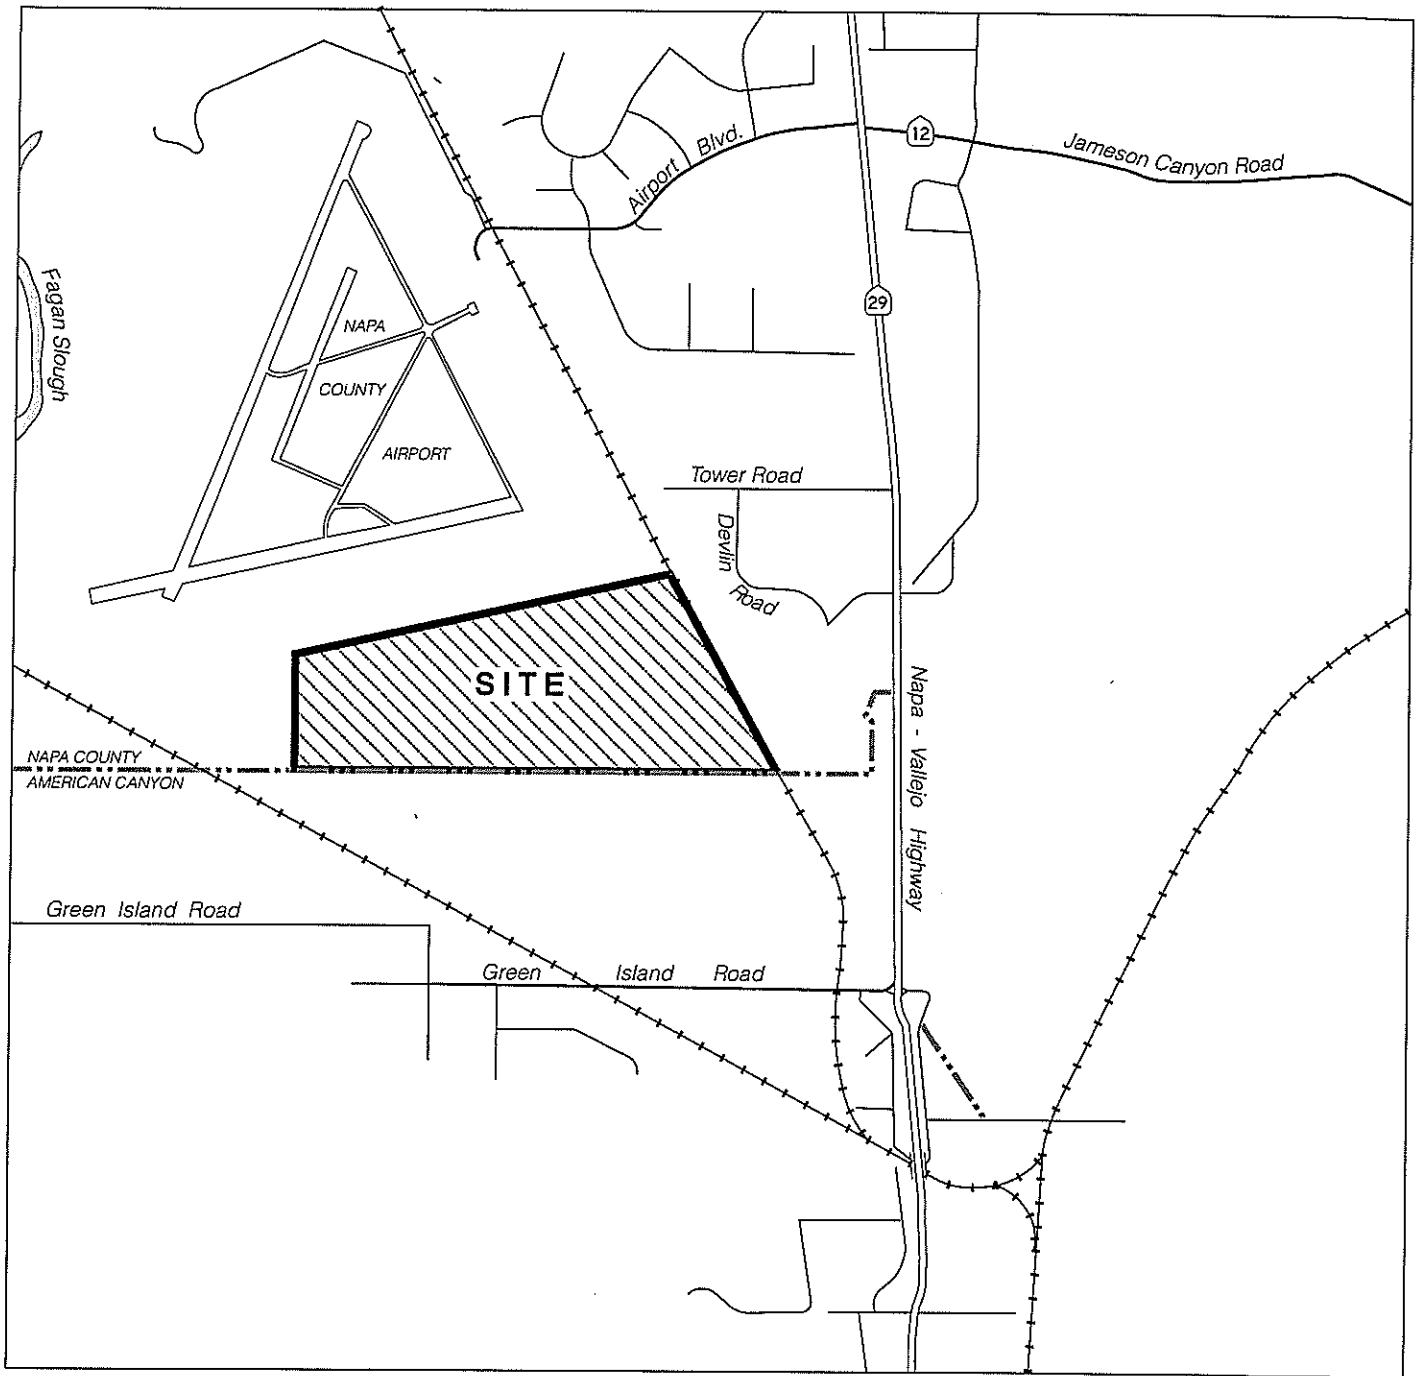 12
Jameson Canyon Road
Airport Blvd.
29
Fagan Slough
NAPA
COUNTY
AIRPORT
Tower Road
Devlin Road
SITE
Napa - Vallejo Highway
NAPA COUNTY
AMERICAN CANYON
Green Island Road
Green Island Road